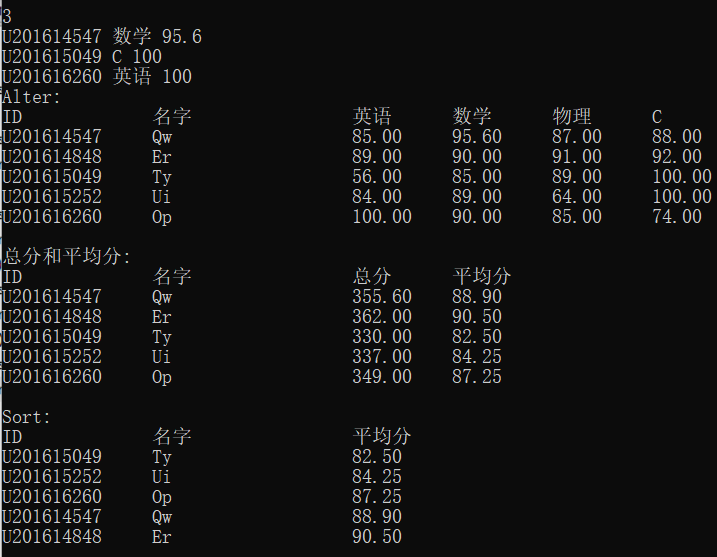 3
U201614547 数学 95.6
U201615049 C 100
U201616260 英语 100
Alter:
ID 名字 英语 数学 物理 C
U201614547 Qw 85.00 95.60 87.00 88.00
U201614848 Er 89.00 90.00 91.00 92.00
U201615049 Ty 56.00 85.00 89.00 100.00
U201615252 Ui 84.00 89.00 64.00 100.00
U201616260 Op 100.00 90.00 85.00 74.00
总分和平均分:
ID 名字 总分 平均分
U201614547 Qw 355.60 88.90
U201614848 Er 362.00 90.50
U201615049 Ty 330.00 82.50
U201615252 Ui 337.00 84.25
U201616260 Op 349.00 87.25
Sort:
ID 名字 平均分
U201615049 Ty 82.50
U201615252 Ui 84.25
U201616260 Op 87.25
U201614547 Qw 88.90
U201614848 Er 90.50